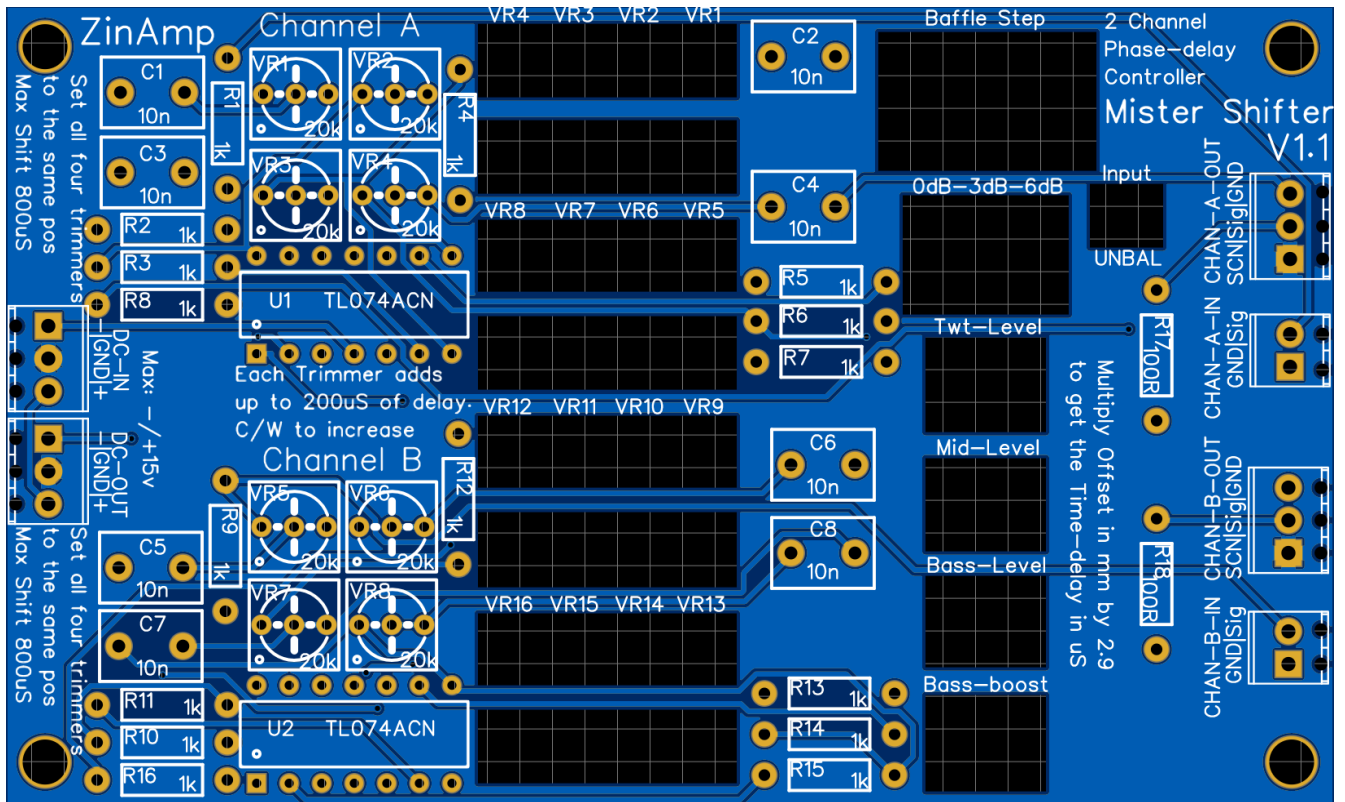 ZinAmp
Channel A
C1
10n
C3
10n
R1
1k
VR1
20k
VR2
20k
VR3
20k
VR4
20k
R4
1k
R2
1k
R3
1k
R8
1k
U1 TL074ACN
Set all four trimmers
to the same pos
Max Shift 800uS
VR4 VR3 VR2 VR1
VR8 VR7 VR6 VR5
VR12 VR11 VR10 VR9
VR16 VR15 VR14 VR13
C2
10n
C4
10n
R5
1k
R6
1k
R7
1k
Baffle Step
0dB-3dB-6dB
Input
UNBAL
Twt-Level
Mid-Level
Bass-Level
Bass-boost
2 Channel
Phase-delay
Controller
Mister Shifter
V1.1
CHAN-A-OUT
SCN|Sig|GND
CHAN-A-IN
GND|Sig
R17
100R
Multiply Offset in mm by 2.9
to get the Time-delay in uS
CHAN-B-OUT
SCN|Sig|GND
CHAN-B-IN
GND|Sig
R18
100R
DC-IN
-|GND|+
DC-OUT
-|GND|+
Max: -/+15v
Each Trimmer adds
up to 200uS of delay.
C/W to increase
Channel B
VR5
20k
VR6
20k
VR7
20k
VR8
20k
R9
1k
R12
1k
C5
10n
C7
10n
C6
10n
C8
10n
Set all four trimmers
to the same pos
Max Shift 800uS
R11
1k
R10
1k
R16
1k
U2 TL074ACN
R13
1k
R14
1k
R15
1k